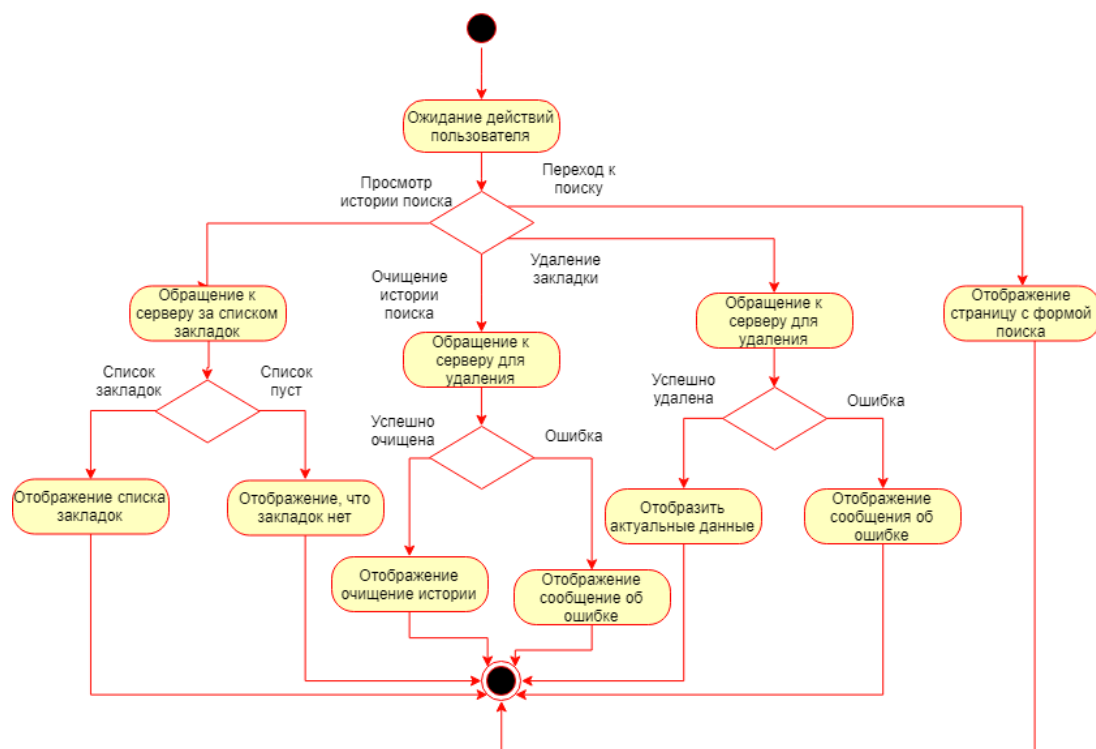 Ожидание действий
пользователя
Просмотр
истории поиска
Переход к
поиску
Очищение
истории
поиска
Удаление
закладки
Обращение к
серверу за списком
закладок
Обращение к
серверу для
удаления
Обращение к
серверу для
удаления
Отображение
страницу с формой
поиска
Список
закладок
Список
пуст
Успешно
очищена
Ошибка
Успешно
удалена
Ошибка
Отображение списка
закладок
Отображение, что
закладок нет
Отобразить
актуальные данные
Отображение
сообщения об
ошибке
Отображение
очищение истории
Отображение
сообщение об
ошибке